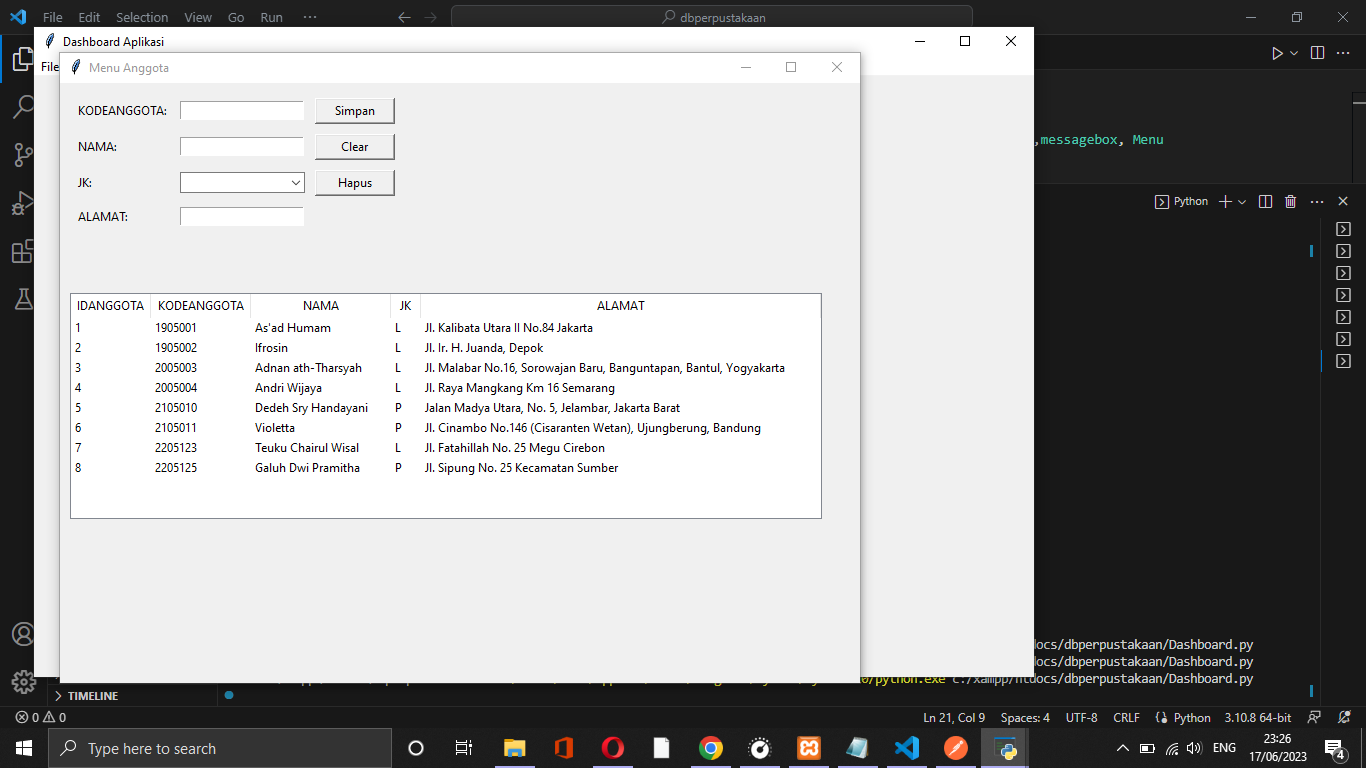 File Edit Selection View Go Run ··· dbperpustakaan
Dashboard Aplikasi
File
Menu Anggota
,messagebox, Menu
KODEANGGOTA: Simpan
NAMA: Clear
JK: Hapus
ALAMAT:
Python
IDANGGOTA KODEANGGOTA NAMA JK ALAMAT
1 1905001 As'ad Humam L Jl. Kalibata Utara II No.84 Jakarta
2 1905002 Ifrosin L Jl. Ir. H. Juanda, Depok
3 2005003 Adnan ath-Tharsyah L Jl. Malabar No.16, Sorowajan Baru, Banguntapan, Bantul, Yogyakarta
4 2005004 Andri Wijaya L Jl. Raya Mangkang Km 16 Semarang
5 2105010 Dedeh Sry Handayani P Jalan Madya Utara, No. 5, Jelambar, Jakarta Barat
6 2105011 Violetta P Jl. Cinambo No.146 (Cisaranten Wetan), Ujungberung, Bandung
7 2205123 Teuku Chairul Wisal L Jl. Fatahillah No. 25 Megu Cirebon
8 2205125 Galuh Dwi Pramitha P Jl. Sipung No. 25 Kecamatan Sumber
docs/dbperpustakaan/Dashboard.py
docs/dbperpustakaan/Dashboard.py
/python.exe c:/xampp/htdocs/dbperpustakaan/Dashboard.py
TIMELINE
0 0 Ln 21, Col 9 Spaces: 4 UTF-8 CRLF Python 3.10.8 64-bit
Type here to search ENG 23:26
17/06/2023 4